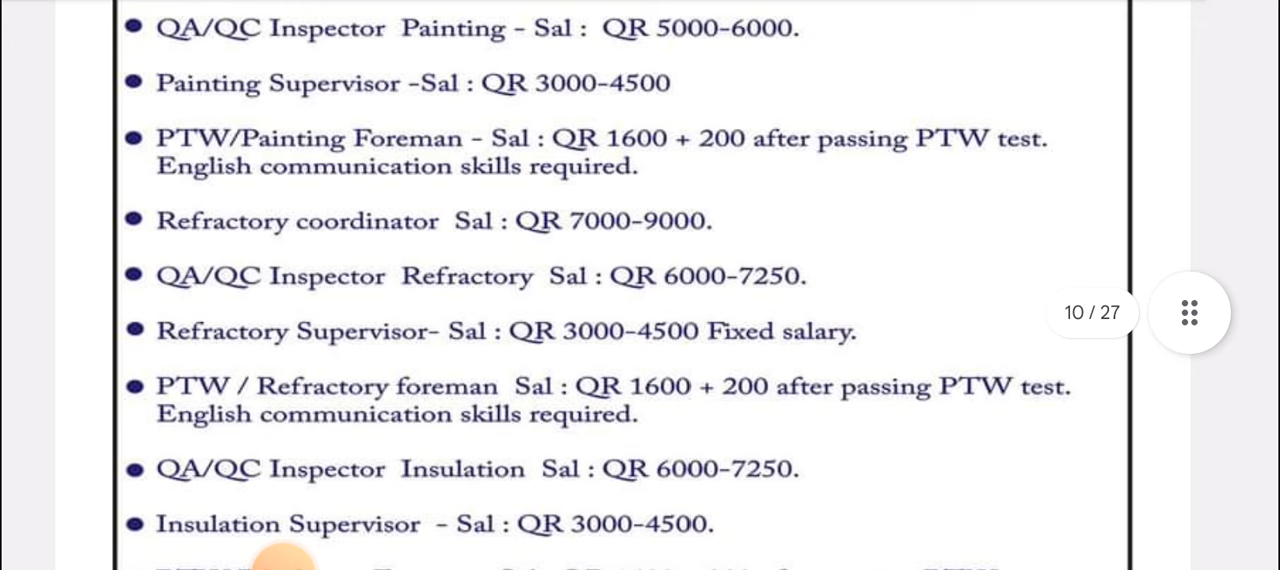 QA/QC Inspector Painting - Sal : QR 5000-6000.
Painting Supervisor -Sal : QR 3000-4500
PTW/Painting Foreman - Sal : QR 1600 + 200 after passing PTW test.
English communication skills required.
Refractory coordinator Sal : QR 7000-9000.
QA/QC Inspector Refractory Sal : QR 6000-7250.
10 / 27
Refractory Supervisor- Sal : QR 3000-4500 Fixed salary.
PTW / Refractory foreman Sal : QR 1600 + 200 after passing PTW test.
English communication skills required.
QA/QC Inspector Insulation Sal : QR 6000-7250.
Insulation Supervisor - Sal : QR 3000-4500.